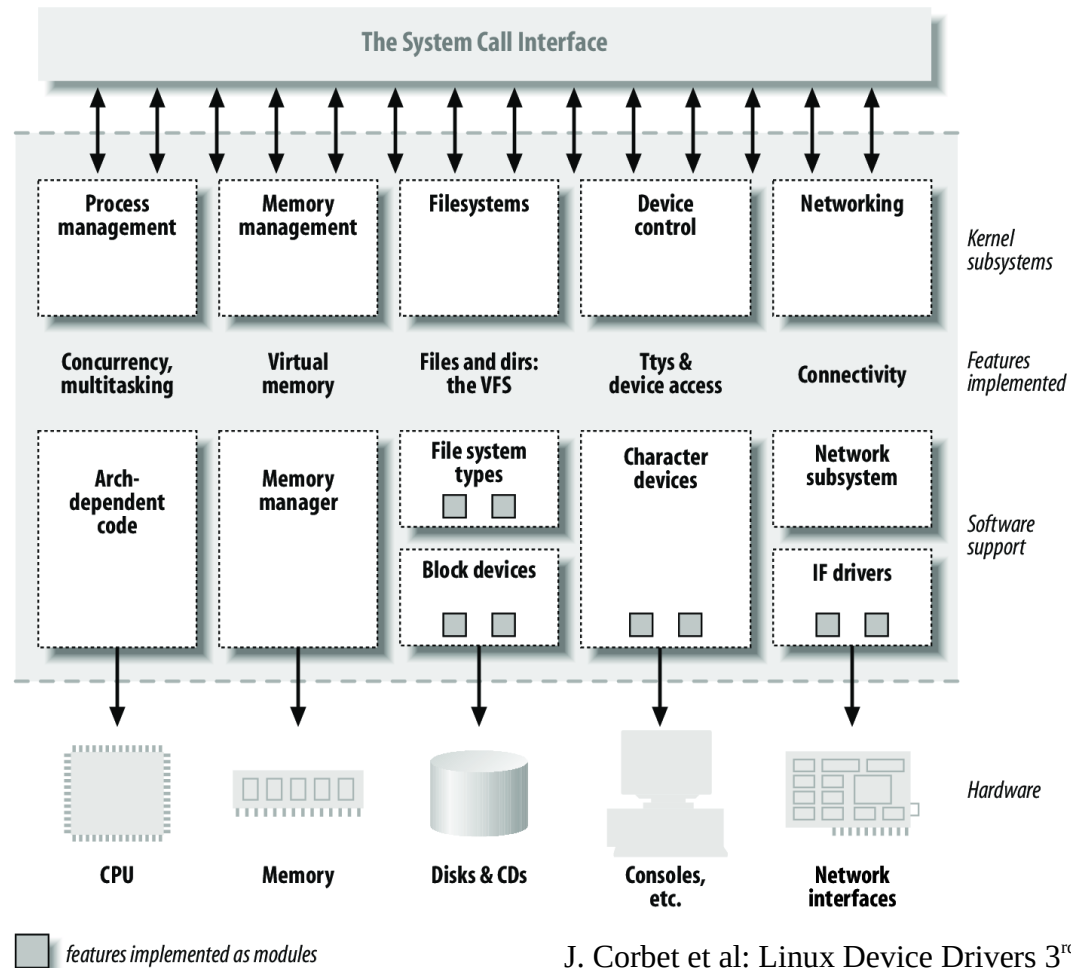 The System Call Interface
Process
management
Memory
management
Filesystems
Device
control
Networking
Kernel
subsystems
Concurrency,
multitasking
Virtual
memory
Files and dirs:
the VFS
Ttys &
device access
Connectivity
Features
implemented
Arch-
dependent
code
Memory
manager
File system
types
Block devices
Character
devices
Network
subsystem
IF drivers
Software
support
Hardware
CPU
Memory
Disks & CDs
Consoles,
etc.
Network
interfaces
features implemented as modules
J. Corbet et al: Linux Device Drivers 3rd